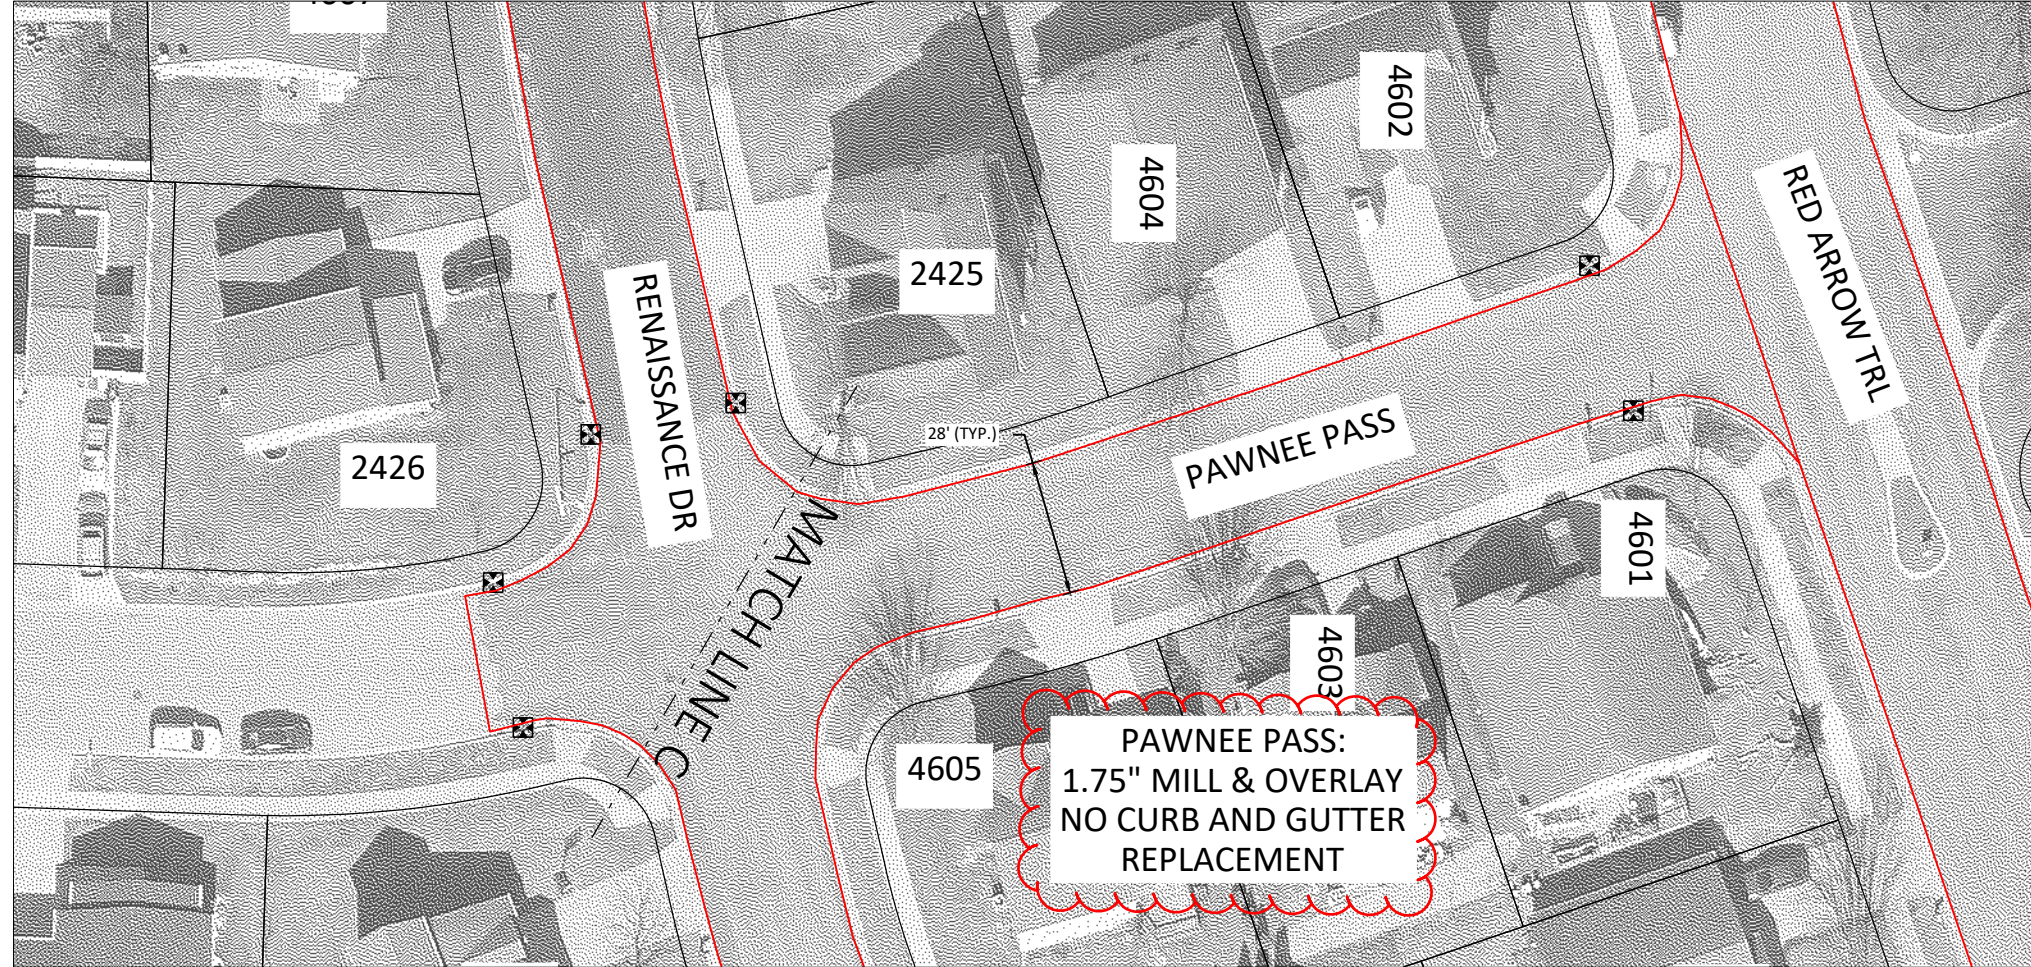 4602
4604
RED ARROW TRL
2425
RENAISSANCE DR
28' (TYP.)
PAWNEE PASS
2426
MATCH LINE C
4601
4603
4605
PAWNEE PASS:
1.75" MILL & OVERLAY
NO CURB AND GUTTER
REPLACEMENT